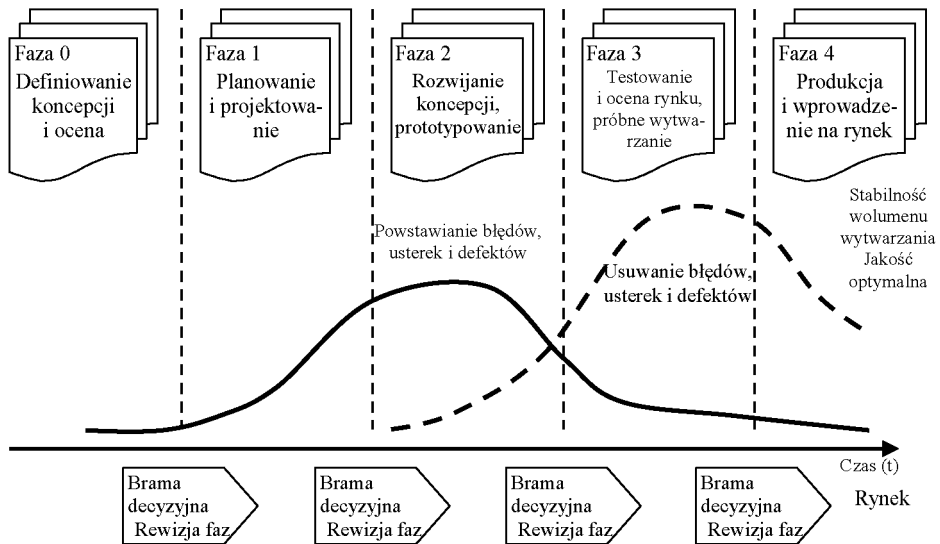 Faza 0
Definiowanie
koncepcji
i ocena
Faza 1
Planowanie
i projektowa-
nie
Faza 2
Rozwijanie
koncepcji,
prototypowanie
Faza 3
Testowanie
i ocena rynku,
próbne wytwa-
rzanie
Faza 4
Produkcja
i wprowadze-
nie na rynek
Powstawianie błędów,
usterek i defektów
Usuwanie błędów,
usterek i defektów
Stabilność
wolumenu
wytwarzania
Jakość
optymalna
Czas (t)
Rynek
Brama
decyzyjna
Rewizja faz
Brama
decyzyjna
Rewizja faz
Brama
decyzyjna
Rewizja faz
Brama
decyzyjna
Rewizja faz